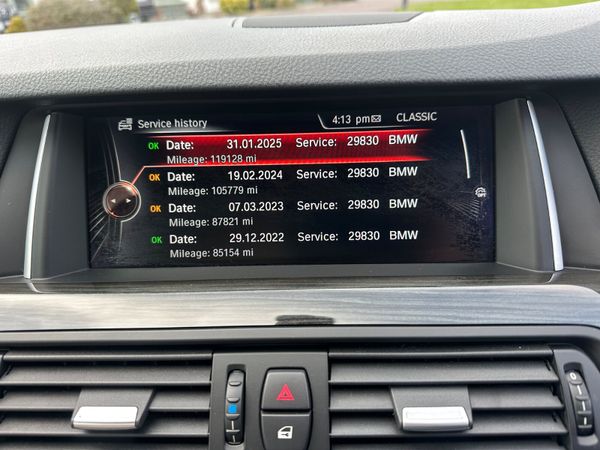 Service history
4:13 pm
CLASSIC
OK Date: 31.01.2025 Service: 29830 BMW
Mileage: 119128 mi
OK Date: 19.02.2024 Service: 29830 BMW
Mileage: 105779 mi
OK Date: 07.03.2023 Service: 29830 BMW
Mileage: 87821 mi
OK Date: 29.12.2022 Service: 29830 BMW
Mileage: 85154 mi